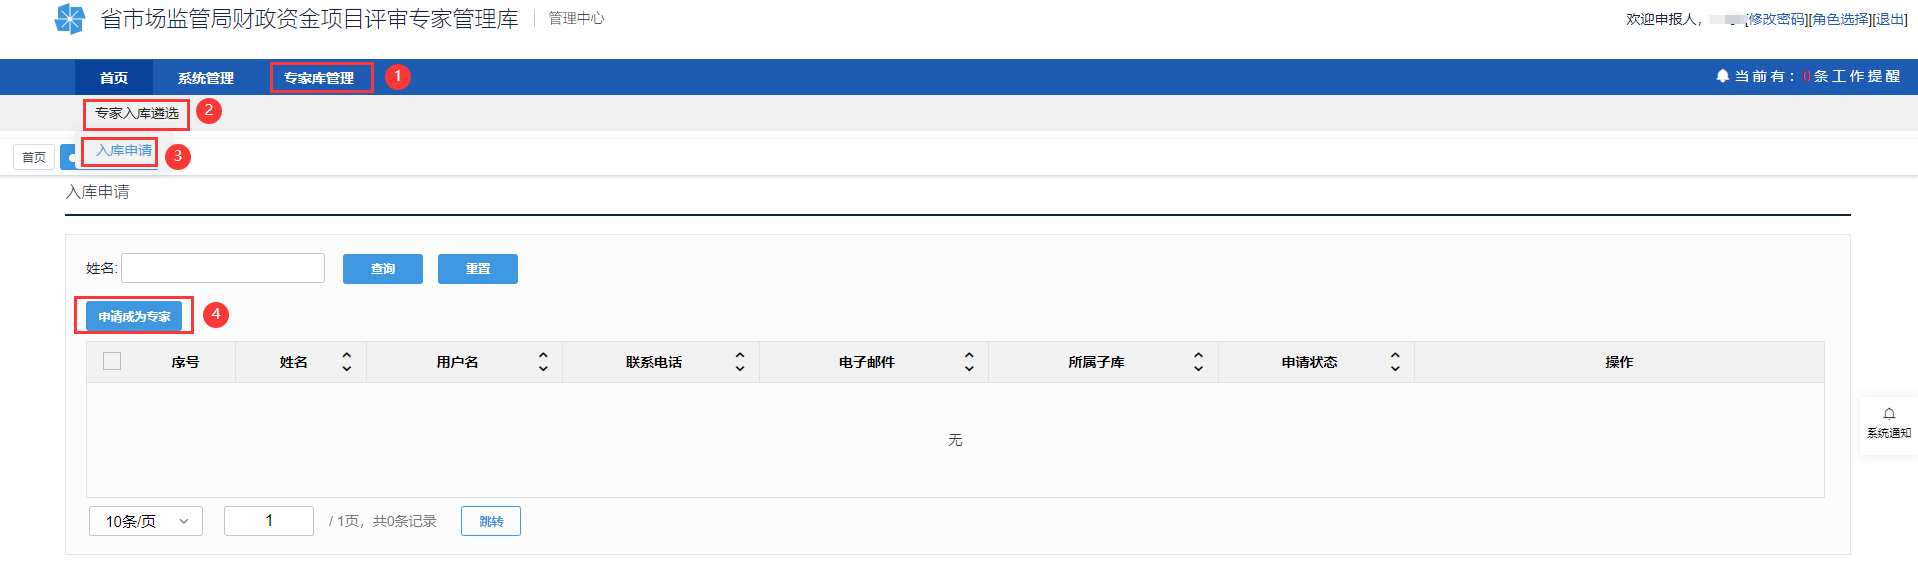 省市场监管局财政资金项目评审专家管理库 | 管理中心
欢迎申报人, [修改密码][角色选择][退出]
首页 系统管理 专家库管理 1
当前有: 0条工作提醒
专家入库遴选 2
首页 入库申请 3
入库申请
姓名: 查询 重置
申请成为专家 4
序号 姓名 用户名 联系电话 电子邮件 所属子库 申请状态 操作
无
系统通知
10条/页 1 / 1页, 共0条记录 跳转